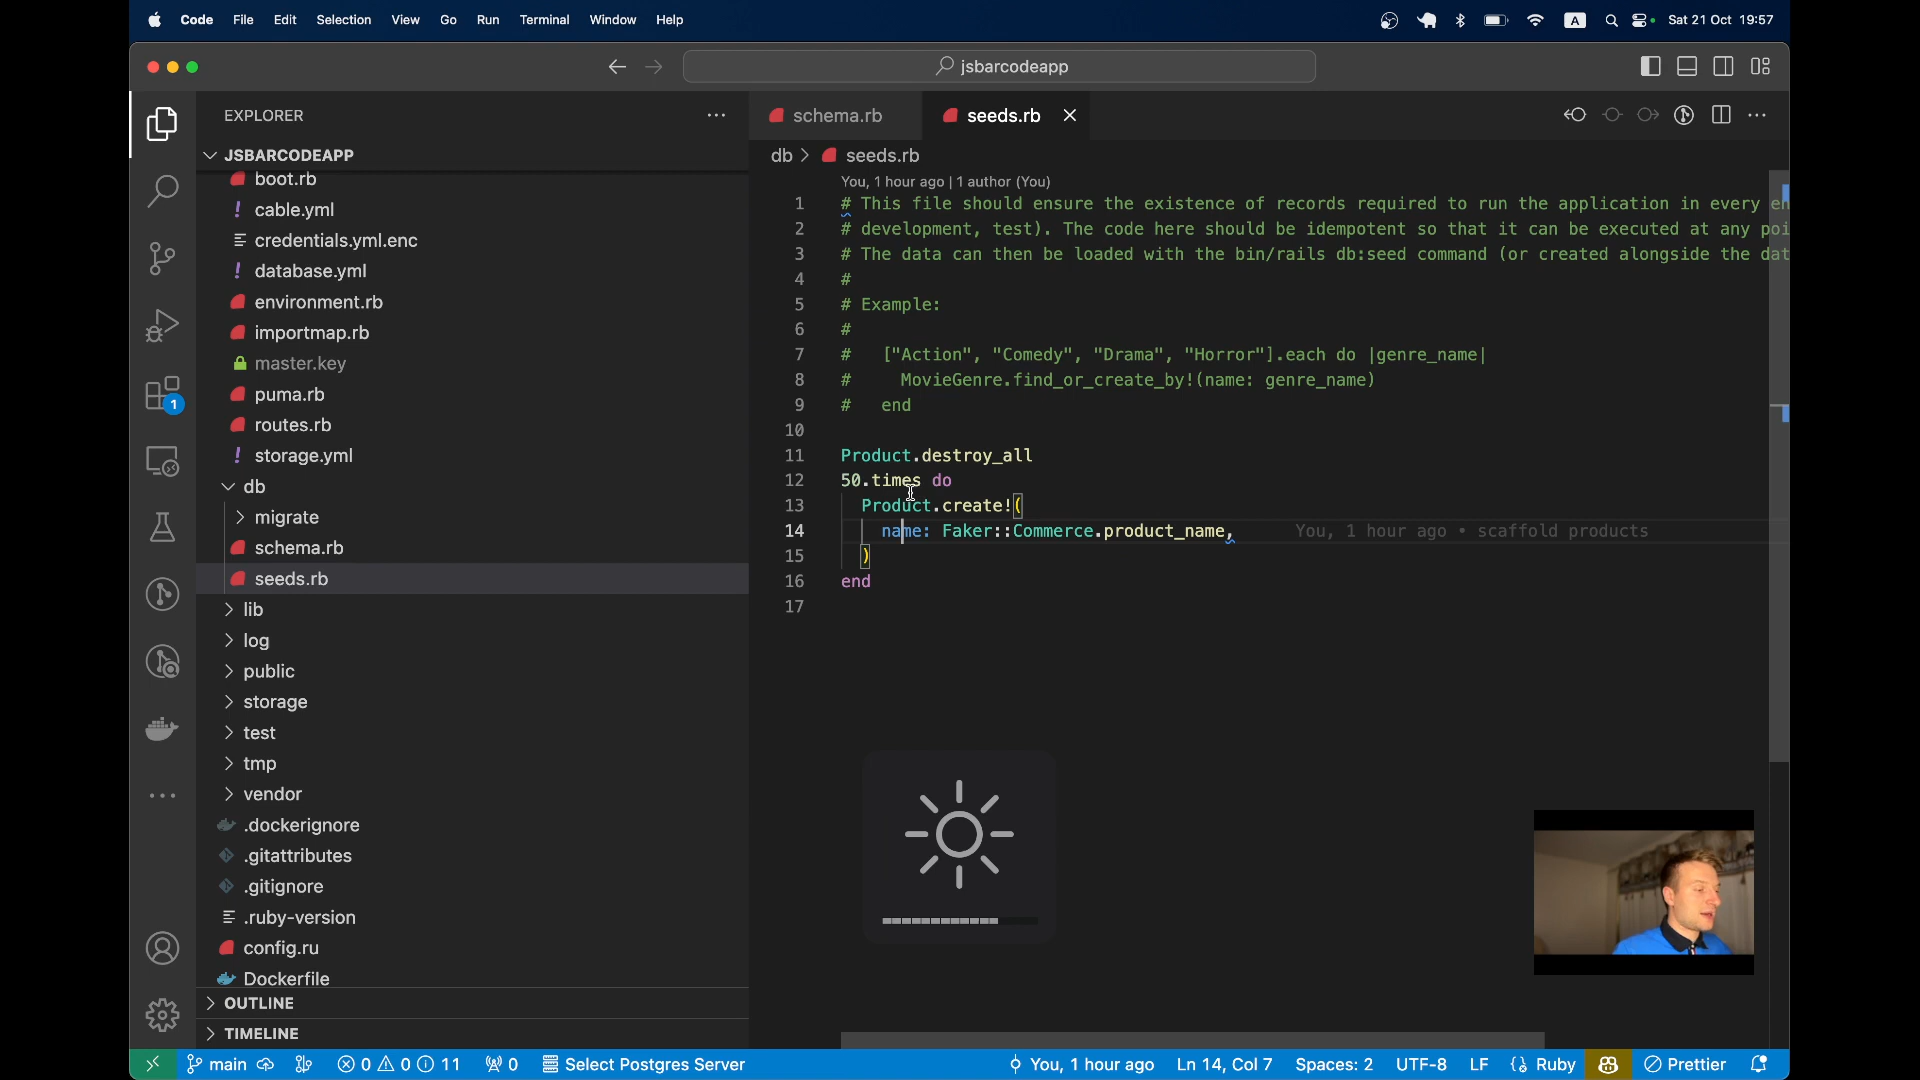 Code File Edit Selection View Go Run Terminal Window Help
A Sat 21 Oct 19:57
jsbarcodeapp
EXPLORER
JSBARCODEAPP
boot.rb
cable.yml
credentials.yml.enc
database.yml
environment.rb
importmap.rb
master.key
puma.rb
routes.rb
storage.yml
db
migrate
schema.rb
seeds.rb
lib
log
public
storage
test
tmp
vendor
.dockerignore
.gitattributes
.gitignore
.ruby-version
config.ru
Dockerfile
OUTLINE
TIMELINE
1
schema.rb seeds.rb
db > seeds.rb
You, 1 hour ago | 1 author (You)
1 # This file should ensure the existence of records required to run the application in every
2 # development, test). The code here should be idempotent so that it can be executed at any
3 # The data can then be loaded with the bin/rails db:seed command (or created alongside the
4 #
5 # Example:
6 #
7 # ["Action", "Comedy", "Drama", "Horror"].each do |genre_name|
8 # MovieGenre.find_or_create_by!(name: genre_name)
9 # end
10
11 Product.destroy_all
12 50.times do
13 Product.create!(
14 name: Faker::Commerce.product_name, You, 1 hour ago • scaffold products
15 )
16 end
17
main 0 0 11 0 Select Postgres Server You, 1 hour ago Ln 14, Col 7 Spaces: 2 UTF-8 LF {} Ruby Prettier